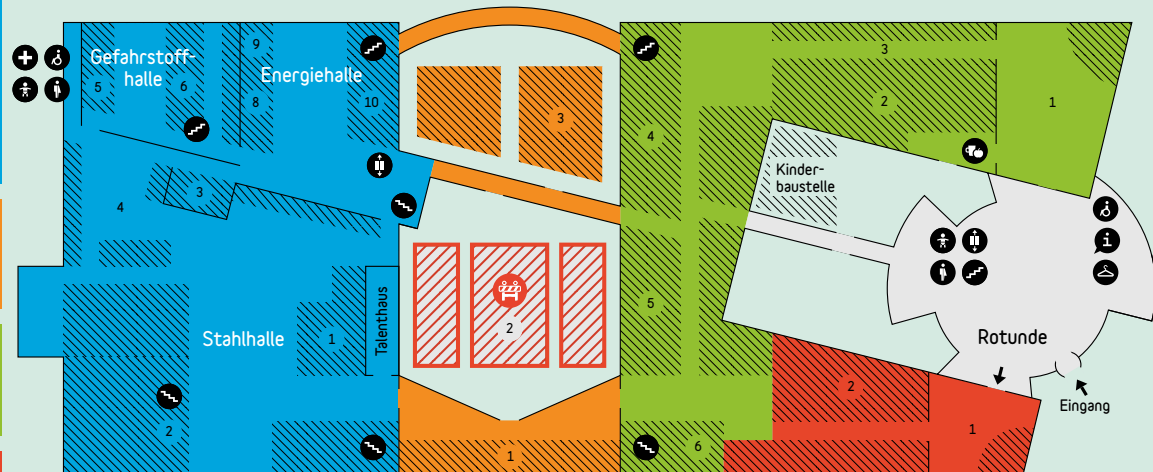 Gefahrstoff-
halle
5
6
9
8
Energiehalle
10
4
3
Stahlhalle
1
Talenthaus
2
3
2
1
3
2
1
4
Kinder-
baustelle
5
6
2
1
Rotunde
i
Eingang